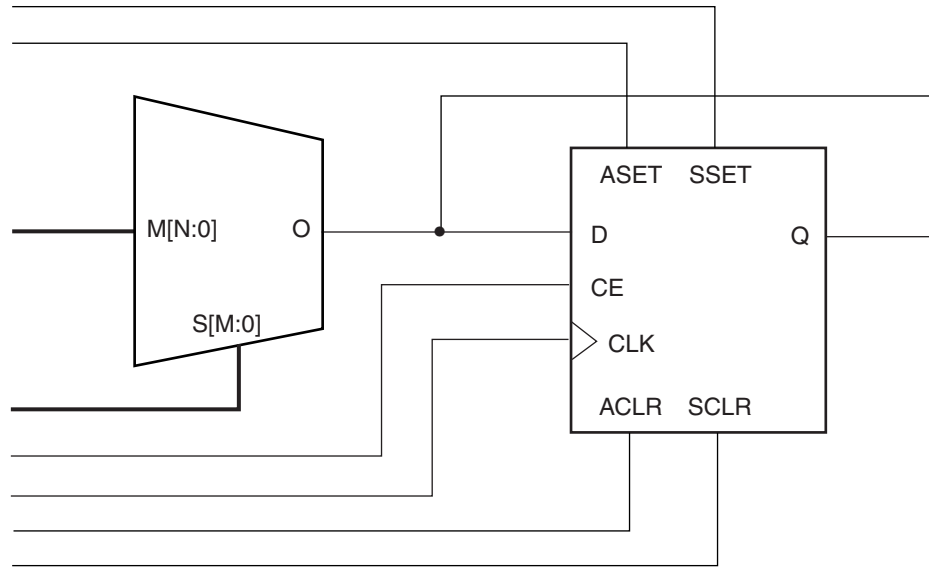 ASET SSET
M[N:0] O
D Q
CE
S[M:0]
CLK
ACLR SCLR